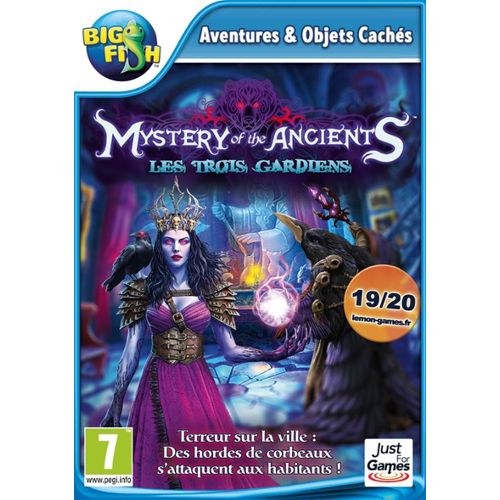 BIG FISH
Aventures & Objets Cachés
MYSTERY of the ANCIENTS™
LES TROIS GARDIENS
19/20
lemon-games.fr
Terreur sur la ville :
Des hordes de corbeaux
s'attaquent aux habitants !
7
www.pegi.info
Just
For
Games